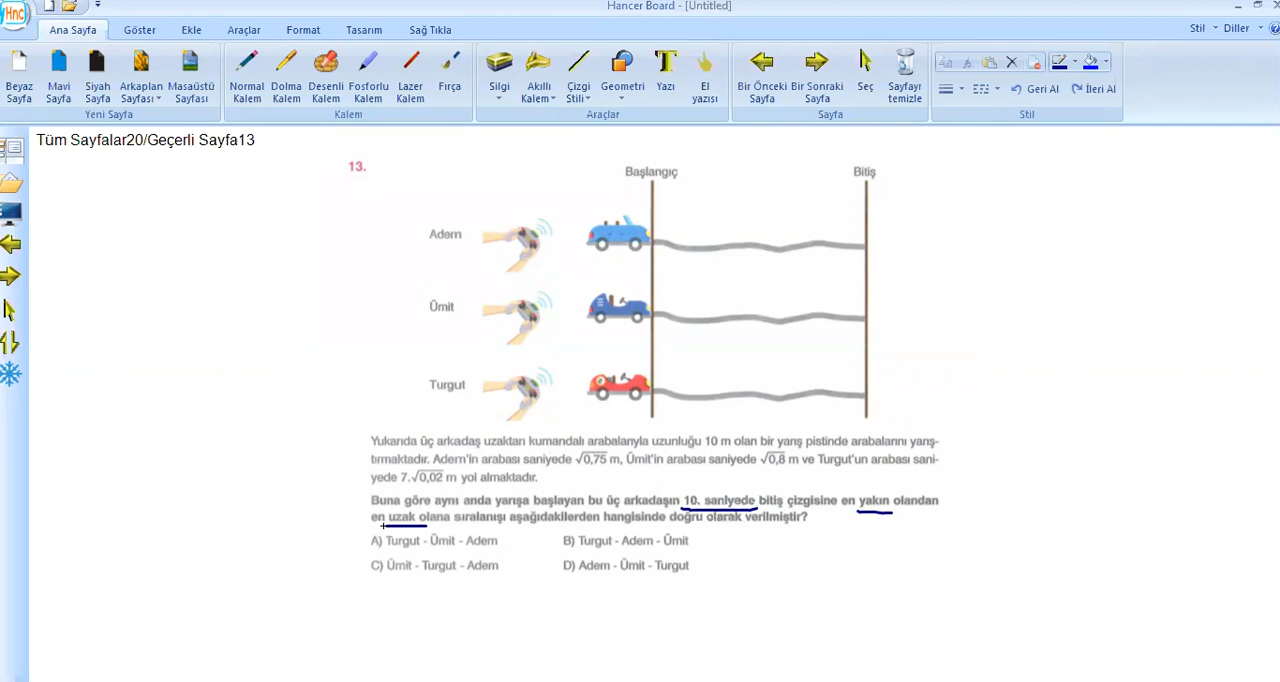 Hnc
Hancer Board - [Untitled]
Ana Sayfa Göster Ekle Araçlar Format Tasarım Sağ Tıkla Stil Diller
Beyaz Sayfa Mavi Sayfa Siyah Sayfa Arkaplan Sayfası Masaüstü Sayfası
Normal Kalem Dolma Kalem Desenli Kalem Fosforlu Kalem Lazer Kalem Fırça
Silgi Akıllı Kalem Çizgi Stili Geometri Yazı El yazısı
Bir Önceki Sayfa Bir Sonraki Sayfa Seç Sayfayı temizle
Geri Al İleri Al
Yeni Sayfa Kalem Araçlar Sayfa Stil
Tüm Sayfalar20/Geçerli Sayfa13
13.
Başlangıç Bitiş
Adem
Ümit
Turgut
Yukarıda üç arkadaş uzaktan kumandalı arabalarıyla uzunluğu 10 m olan bir yarış pistinde arabalarını yarış-
tırmaktadır. Adem'in arabası saniyede √0,75 m, Ümit'in arabası saniyede √0,8 m ve Turgut'un arabası sani-
yede 7.√0,02 m yol almaktadır.
Buna göre aynı anda yarışa başlayan bu üç arkadaşın 10. saniyede bitiş çizgisine en yakın olandan
en uzak olana sıralanışı aşağıdakilerden hangisinde doğru olarak verilmiştir?
A) Turgut - Ümit - Adem B) Turgut - Adem - Ümit
C) Ümit - Turgut - Adem D) Adem - Ümit - Turgut